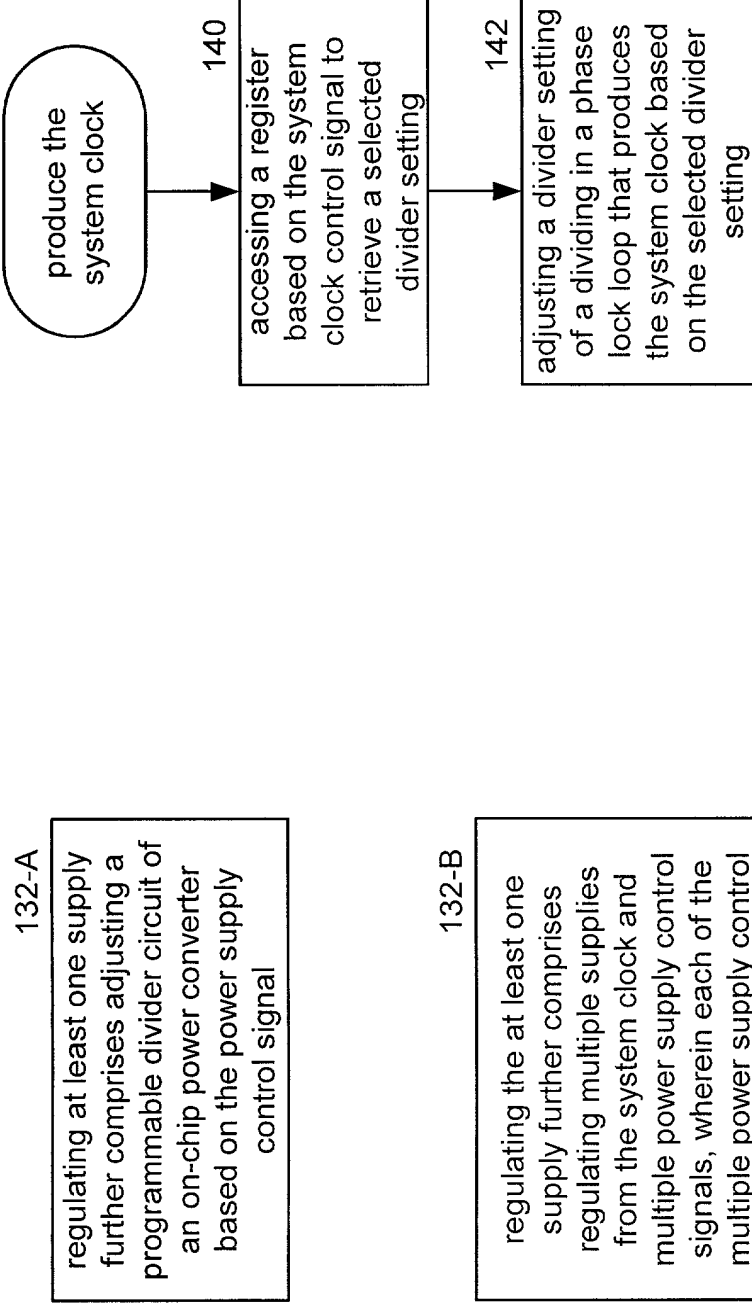 produce the
system clock
140
accessing a register
based on the system
clock control signal to
retrieve a selected
divider setting
142
adjusting a divider setting
of a dividing in a phase
lock loop that produces
the system clock based
on the selected divider
setting
132-A
regulating at least one supply
further comprises adjusting a
programmable divider circuit of
an on-chip power converter
based on the power supply
control signal
132-B
regulating the at least one
supply further comprises
regulating multiple supplies
from the system clock and
multiple power supply control
signals, wherein each of the
multiple power supply control